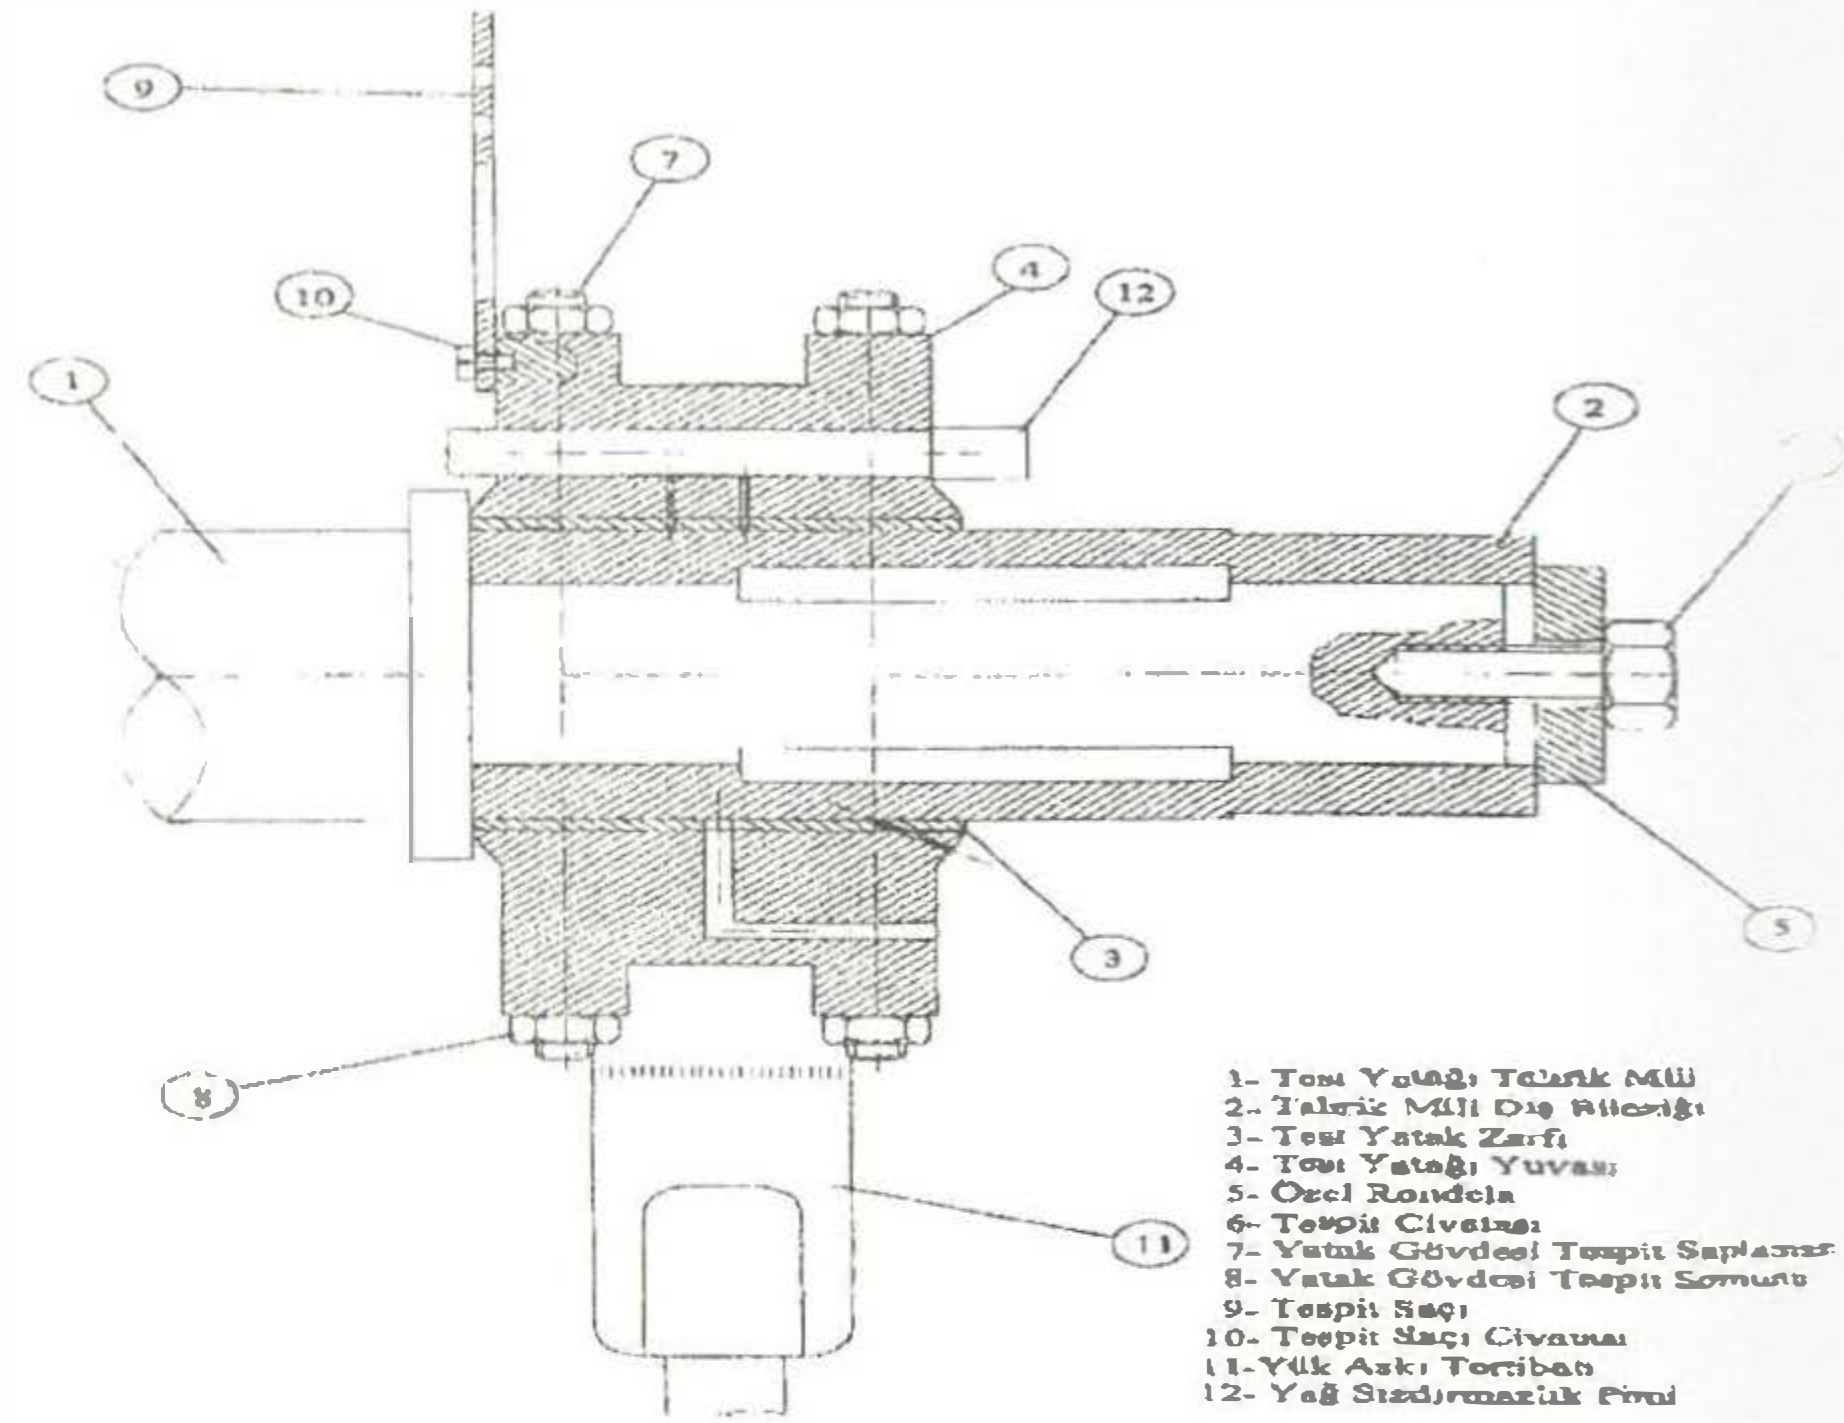 9
7
4
10
12
1
2
5
3
8
11
1- Test Yatağı Tahrik Mili
2- Tahrik Mili Dış Bileziği
3- Test Yatak Zarfı
4- Test Yatağı Yuvası
5- Özel Rondela
6- Tespit Civatası
7- Yatak Gövdesi Tespit Saplaması
8- Yatak Gövdesi Tespit Somunu
9- Tespit Saçı
10- Tespit Saçı Civatası
11- Yük Askı Tertibatı
12- Yağ Sızdırmazlık Pimi